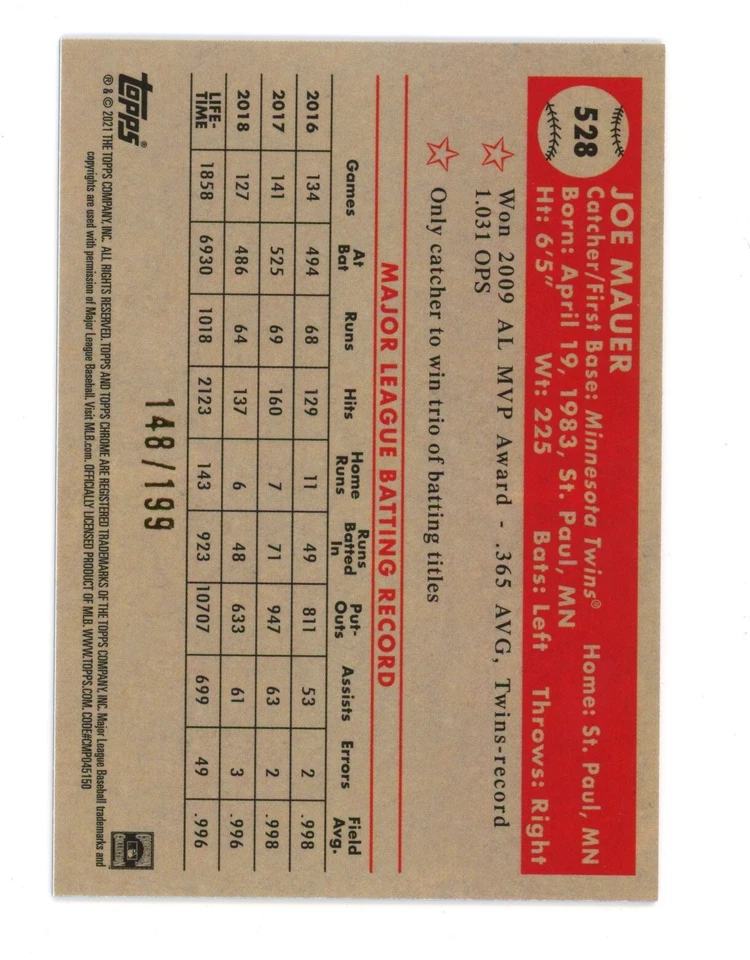 528
JOE MAUER
Catcher/First Base: Minnesota Twins® Home: St. Paul, MN
Born: April 19, 1983, St. Paul, MN
Ht: 6'5" Wt: 225 Bats: Left Throws: Right
Won 2009 AL MVP Award - .365 AVG, Twins-record
1.031 OPS
Only catcher to win trio of batting titles
MAJOR LEAGUE BATTING RECORD
Games At Bat Runs Hits Home Runs Runs Batted In Put-Outs Assists Errors Field Avg.
2016 134 494 68 129 11 49 811 53 2 .998
2017 141 525 69 160 7 71 947 63 2 .998
2018 127 486 64 137 6 48 633 61 3 .996
LIFE-TIME 1858 6930 1018 2123 143 923 10707 699 49 .996
148/199
topps®
® & © 2021 THE TOPPS COMPANY, INC. ALL RIGHTS RESERVED. TOPPS AND TOPPS CHROME ARE REGISTERED TRADEMARKS OF THE TOPPS COMPANY, INC. Major League Baseball trademarks and
copyrights are used with permission of Major League Baseball. Visit MLB.com. OFFICIALLY LICENSED PRODUCT OF MLB. WWW.TOPPS.COM. CODE#CMP045150